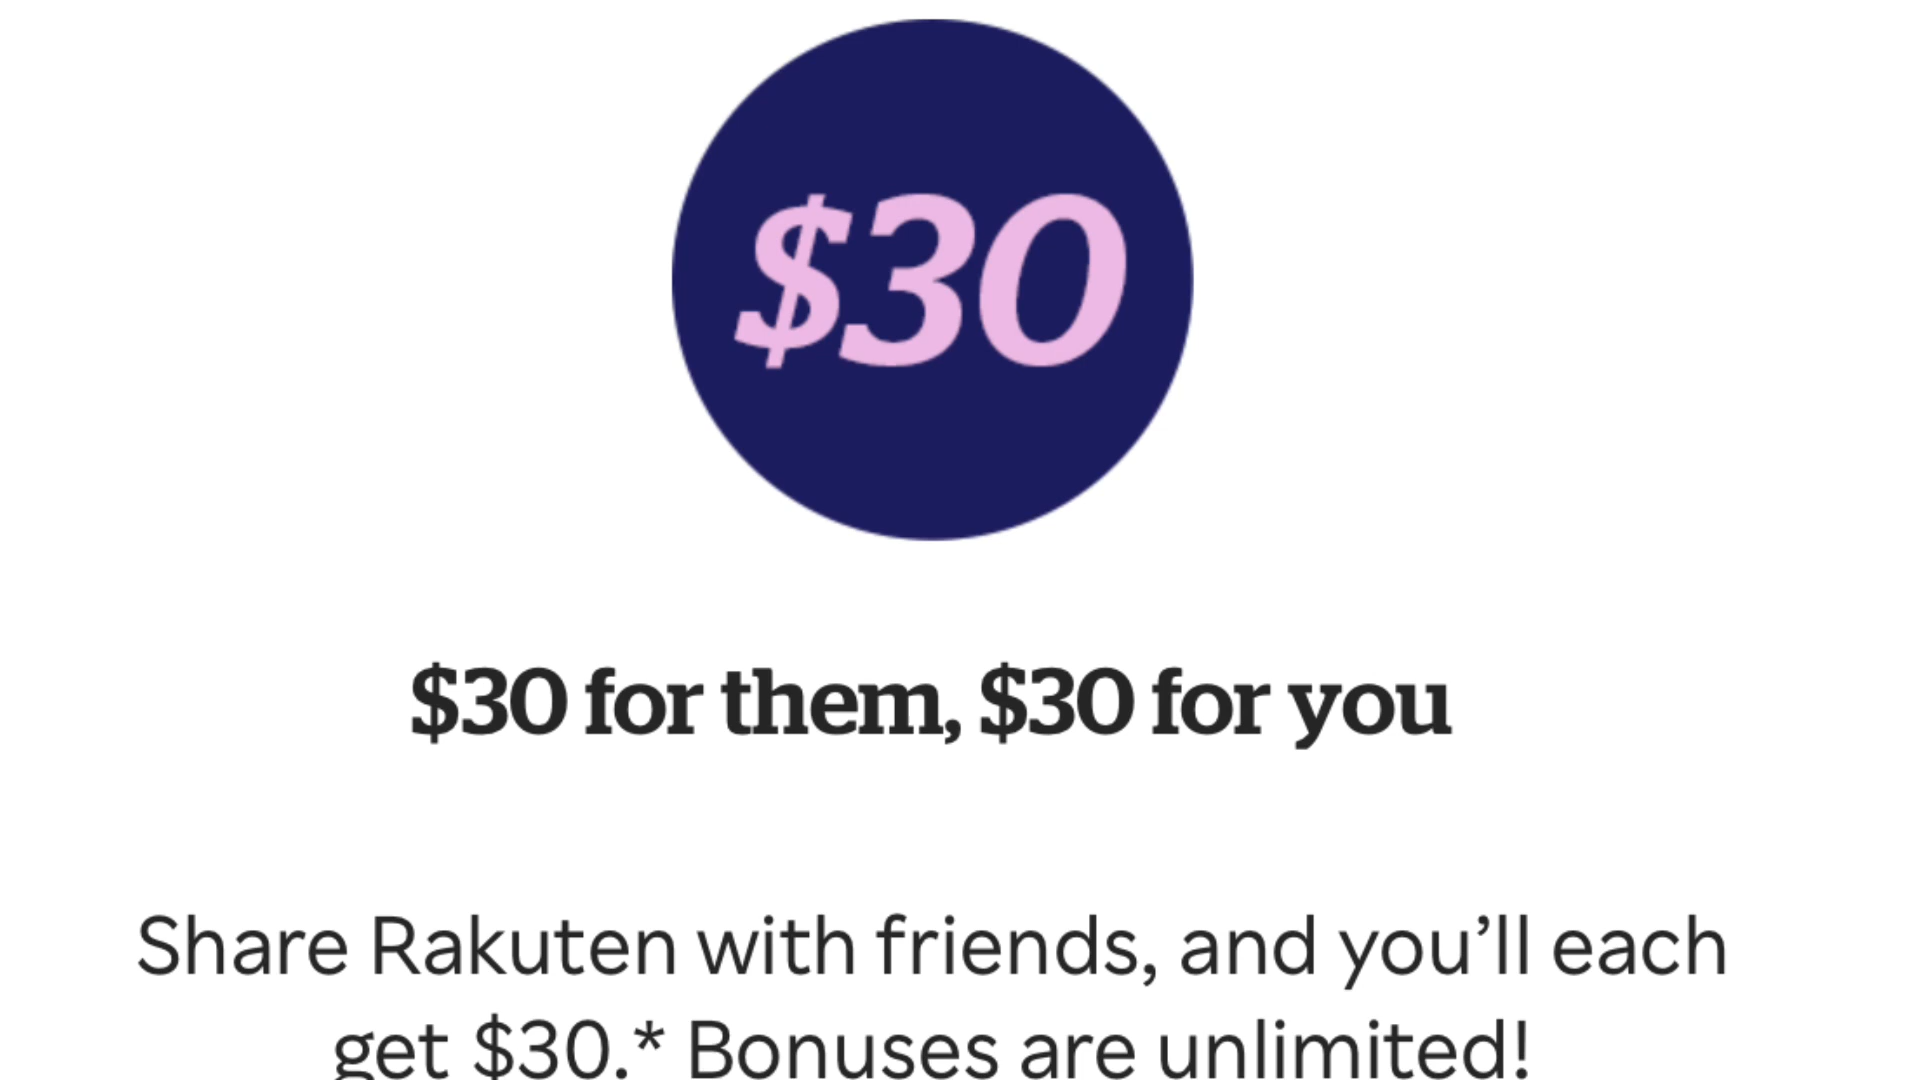 $30
$30 for them, $30 for you
Share Rakuten with friends, and you’ll each
get $30.* Bonuses are unlimited!